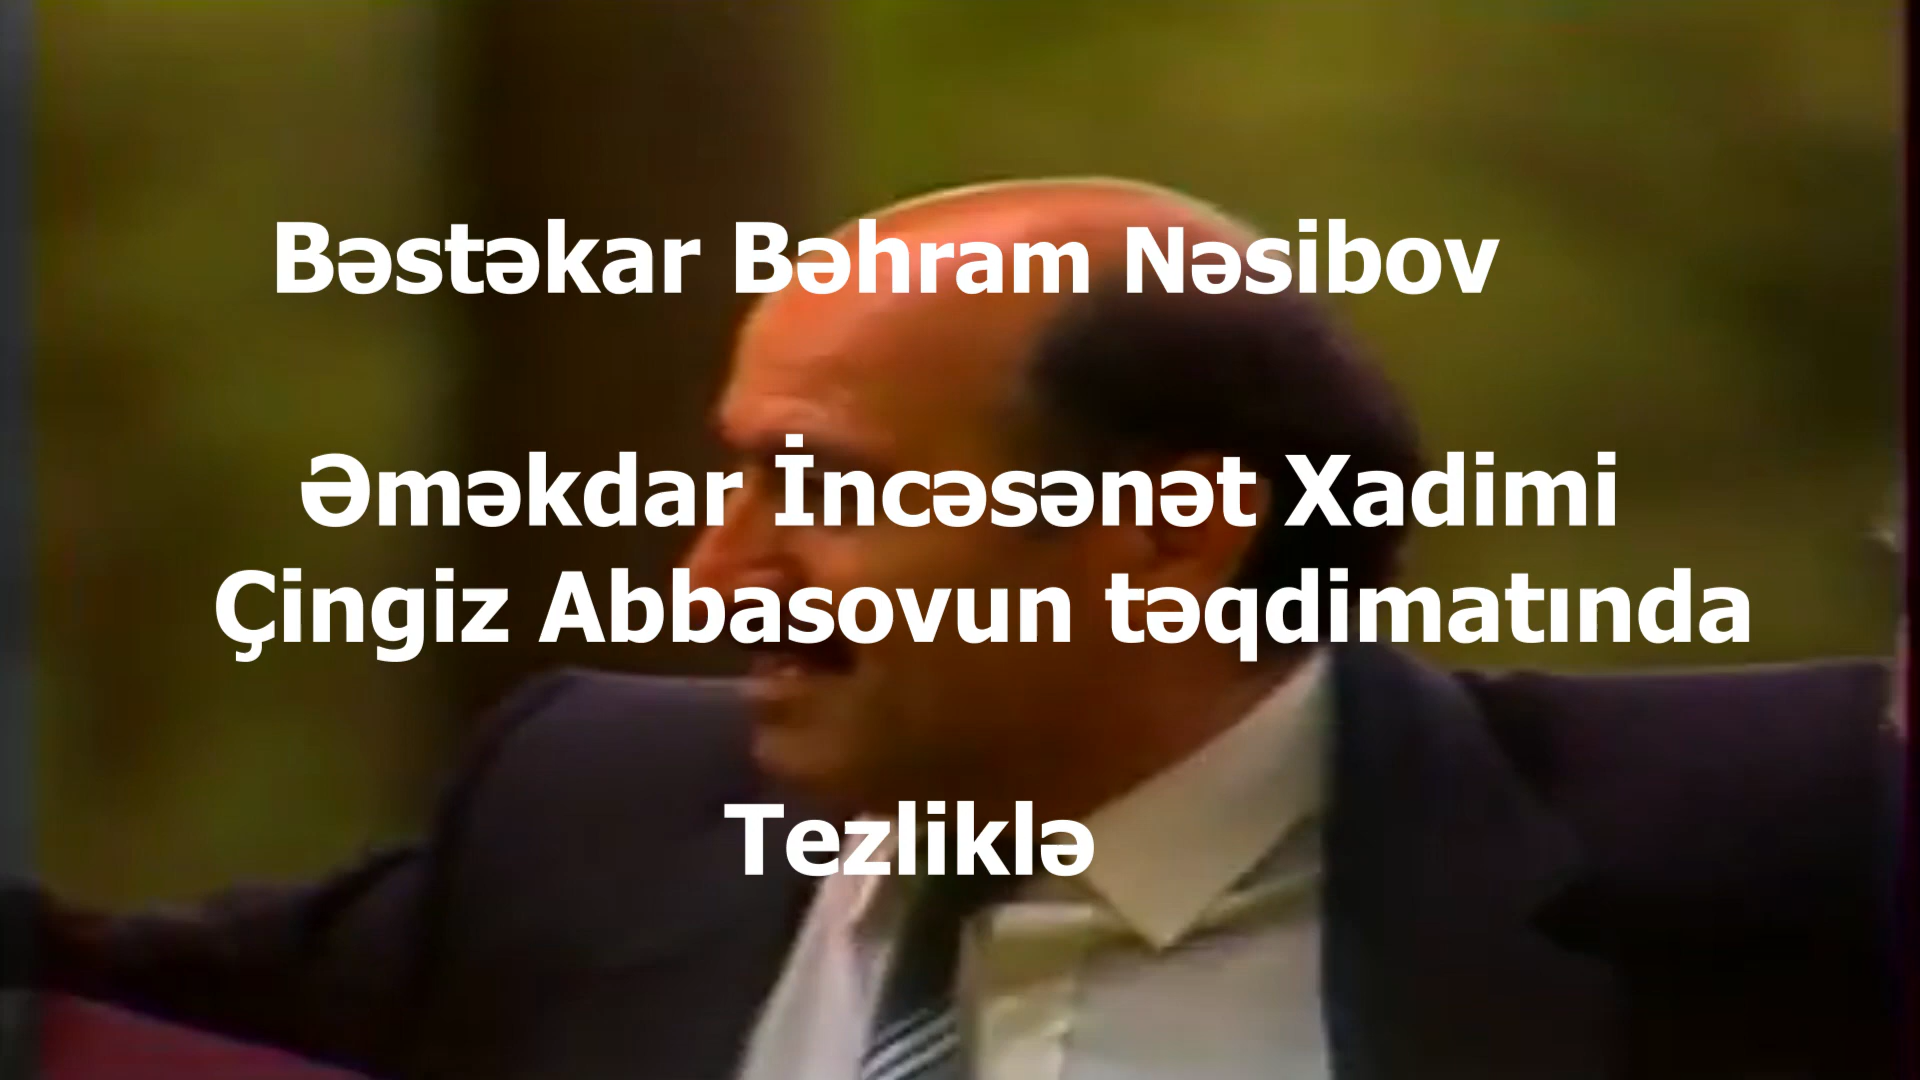 Bəstəkar Bəhram Nəsibov
Əməkdar İncəsənət Xadimi
Çingiz Abbasovun təqdimatında
Tezliklə